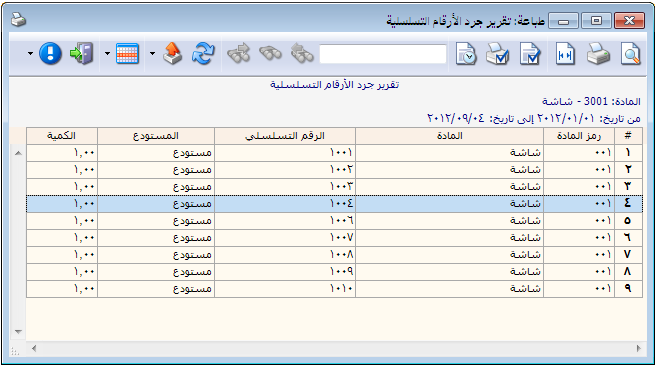 طباعة: تقرير جرد الأرقام التسلسلية
تقرير جرد الأرقام التسلسلية
المادة: 3001 - شاشة
من تاريخ: ٢٠١٢/٠١/٠١ إلى تاريخ: ٢٠١٢/٠٩/٠٤
# رمز المادة المادة الرقم التسلسلي المستودع الكمية
١ ٠٠١ شاشة ١٠٠١ مستودع ١,٠٠
٢ ٠٠١ شاشة ١٠٠٢ مستودع ١,٠٠
٣ ٠٠١ شاشة ١٠٠٣ مستودع ١,٠٠
٤ ٠٠١ شاشة ١٠٠٤ مستودع ١,٠٠
٥ ٠٠١ شاشة ١٠٠٦ مستودع ١,٠٠
٦ ٠٠١ شاشة ١٠٠٧ مستودع ١,٠٠
٧ ٠٠١ شاشة ١٠٠٨ مستودع ١,٠٠
٨ ٠٠١ شاشة ١٠٠٩ مستودع ١,٠٠
٩ ٠٠١ شاشة ١٠١٠ مستودع ١,٠٠